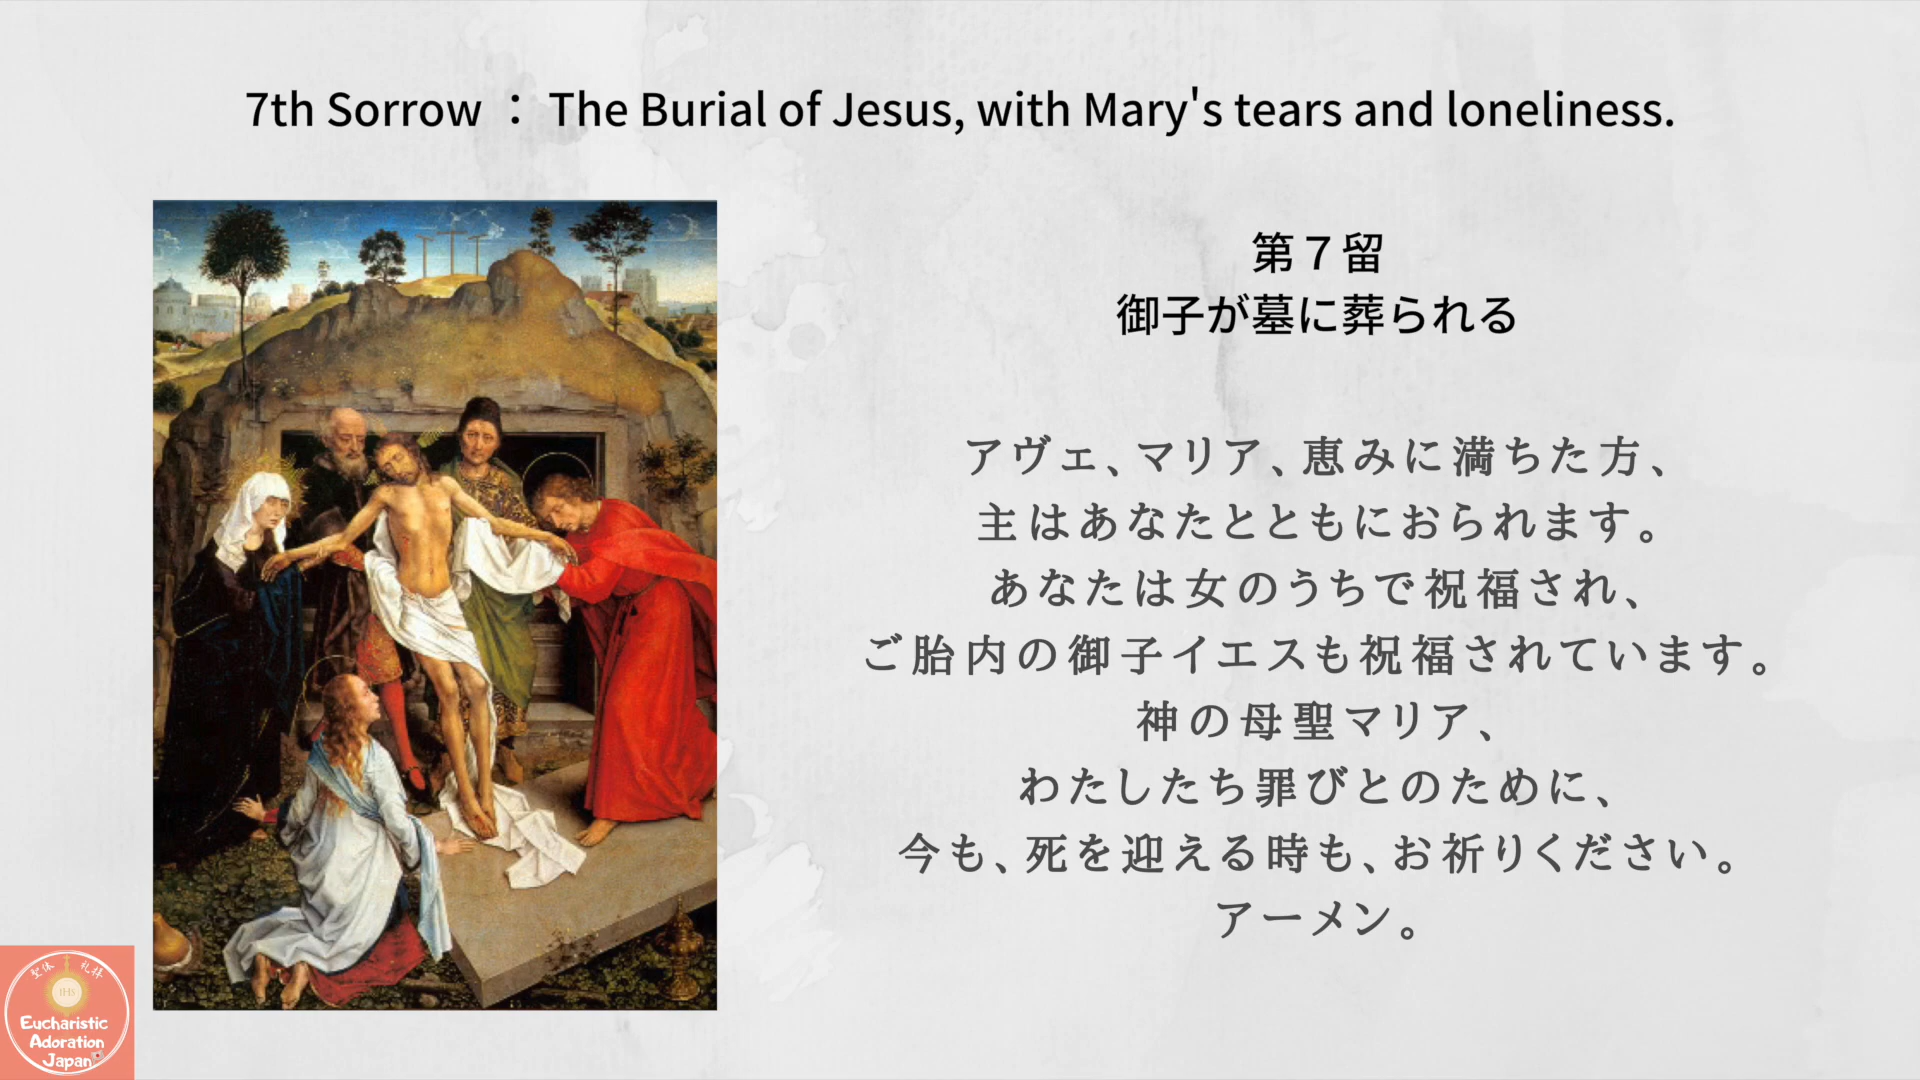 7th Sorrow ： The Burial of Jesus, with Mary's tears and loneliness.
第７留
御子が墓に葬られる
アヴェ、マリア、恵みに満ちた方、
主はあなたとともにおられます。
あなたは女のうちで祝福され、
ご胎内の御子イエスも祝福されています。
神の母聖マリア、
わたしたち罪びとのために、
今も、死を迎える時も、お祈りください。
アーメン。
聖体 礼拝
IHS
Eucharistic
Adoration
Japan